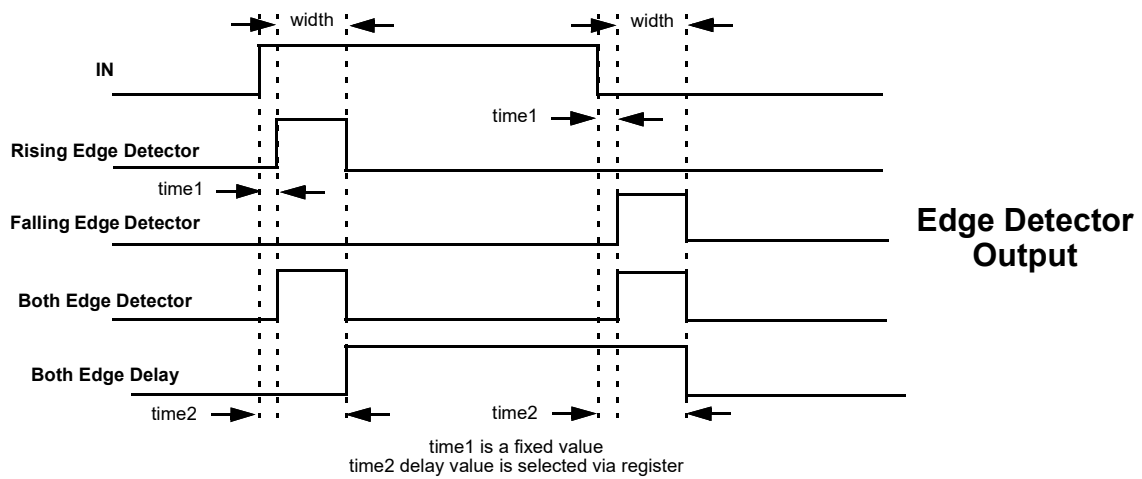 width
width
IN
time1
Rising Edge Detector
time1
Falling Edge Detector
Edge Detector
Output
Both Edge Detector
Both Edge Delay
time2
time2
time1 is a fixed value
time2 delay value is selected via register